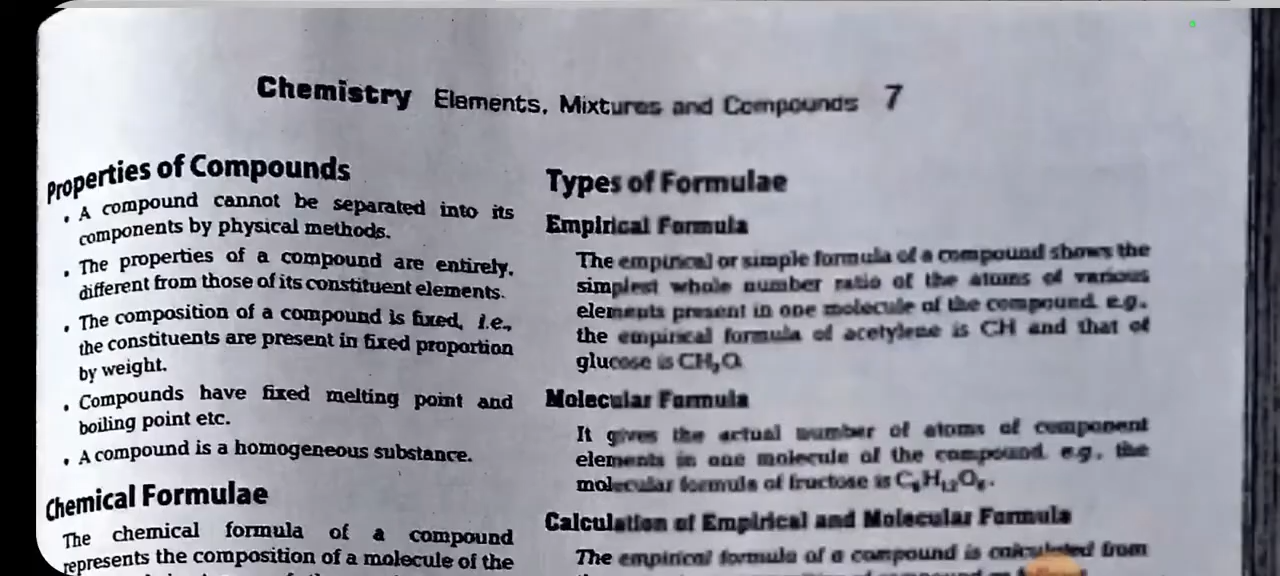 Chemistry Elements, Mixtures and Compounds 7
Properties of Compounds
• A compound cannot be separated into its
components by physical methods.
• The properties of a compound are entirely,
different from those of its constituent elements.
• The composition of a compound is fixed, i.e.,
the constituents are present in fixed proportion
by weight.
• Compounds have fixed melting point and
boiling point etc.
• A compound is a homogeneous substance.
Chemical Formulae
The chemical formula of a compound
represents the composition of a molecule of the
Types of Formulae
Empirical Formula
The empirical or simple formula of a compound shows the
simplest whole number ratio of the atoms of various
elements present in one molecule of the compound. e.g.,
the empirical formula of acetylene is CH and that of
glucose is CH₂O.
Molecular Formula
It gives the actual number of atoms of component
elements in one molecule of the compound. e.g., the
molecular formula of fructose is C₆H₁₂O₆.
Calculation of Empirical and Molecular Formula
The empirical formula of a compound is calculated from